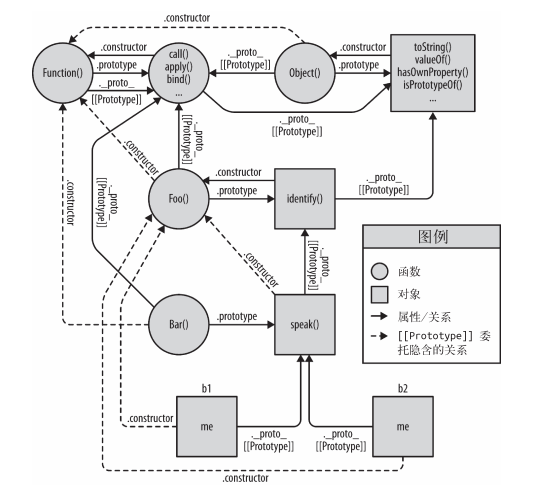 .constructor
Function()
.constructor
.prototype
._proto_
[[Prototype]]
call()
apply()
bind()
...
._proto_
[[Prototype]]
Object()
.constructor
.prototype
toString()
valueOf()
hasOwnProperty()
isPrototypeOf()
...
._proto_
[[Prototype]]
._proto_
[[Prototype]]
.constructor
.constructor
._proto_
[[Prototype]]
Foo()
.constructor
.prototype
identify()
._proto_
[[Prototype]]
.constructor
._proto_
[[Prototype]]
Bar()
.prototype
speak()
图例
函数
对象
属性/关系
[[Prototype]] 委
托隐含的关系
b1
me
.constructor
._proto_
[[Prototype]]
b2
me
._proto_
[[Prototype]]
.constructor